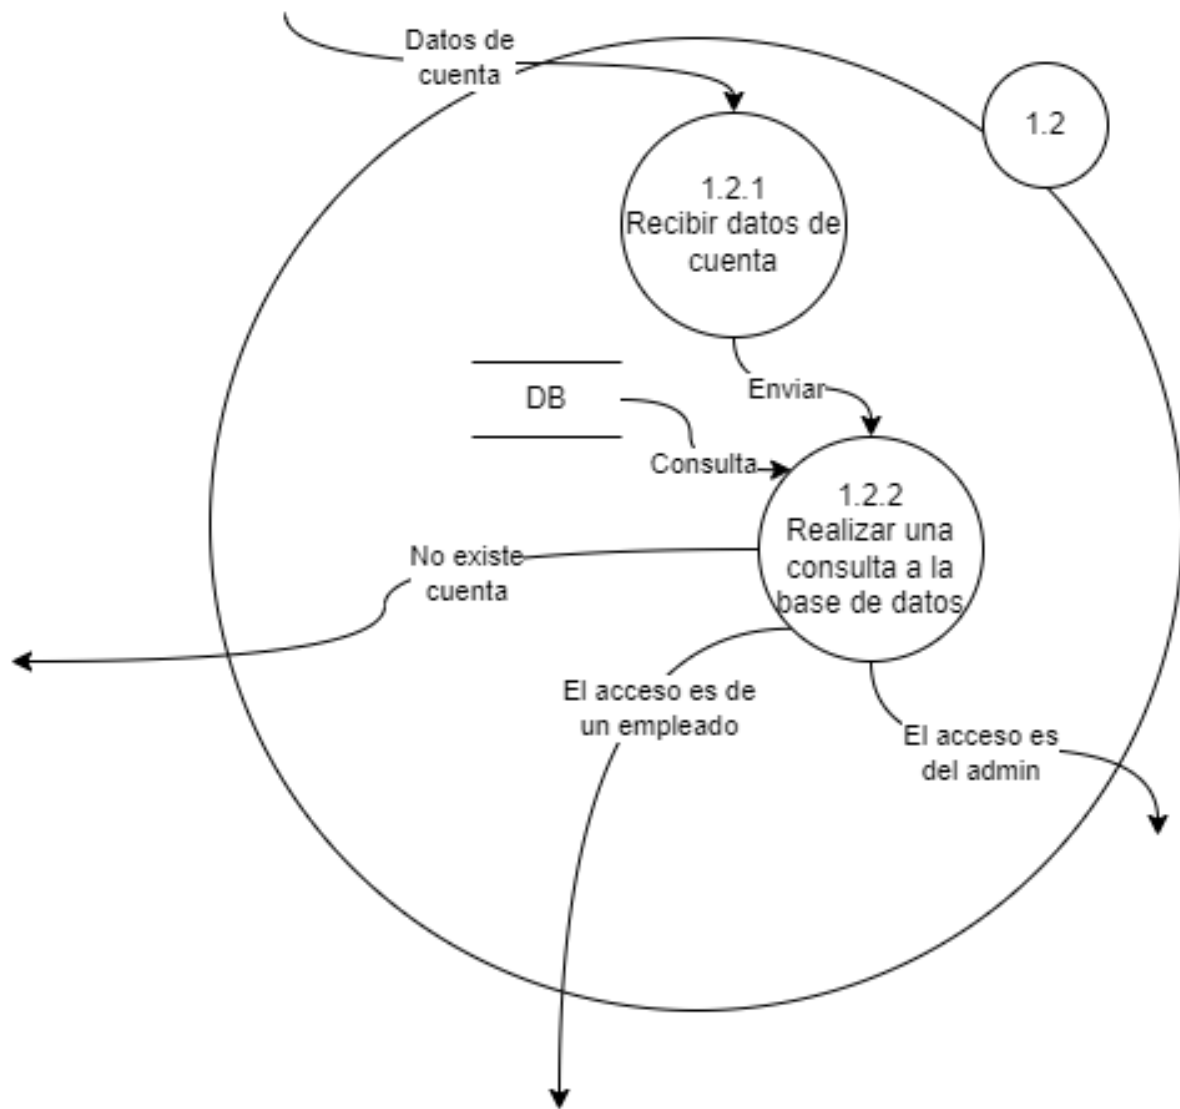 Datos de
cuenta
1.2
1.2.1
Recibir datos de
cuenta
Enviar
DB
Consulta
1.2.2
Realizar una
consulta a la
base de datos
No existe
cuenta
El acceso es de
un empleado
El acceso es
del admin